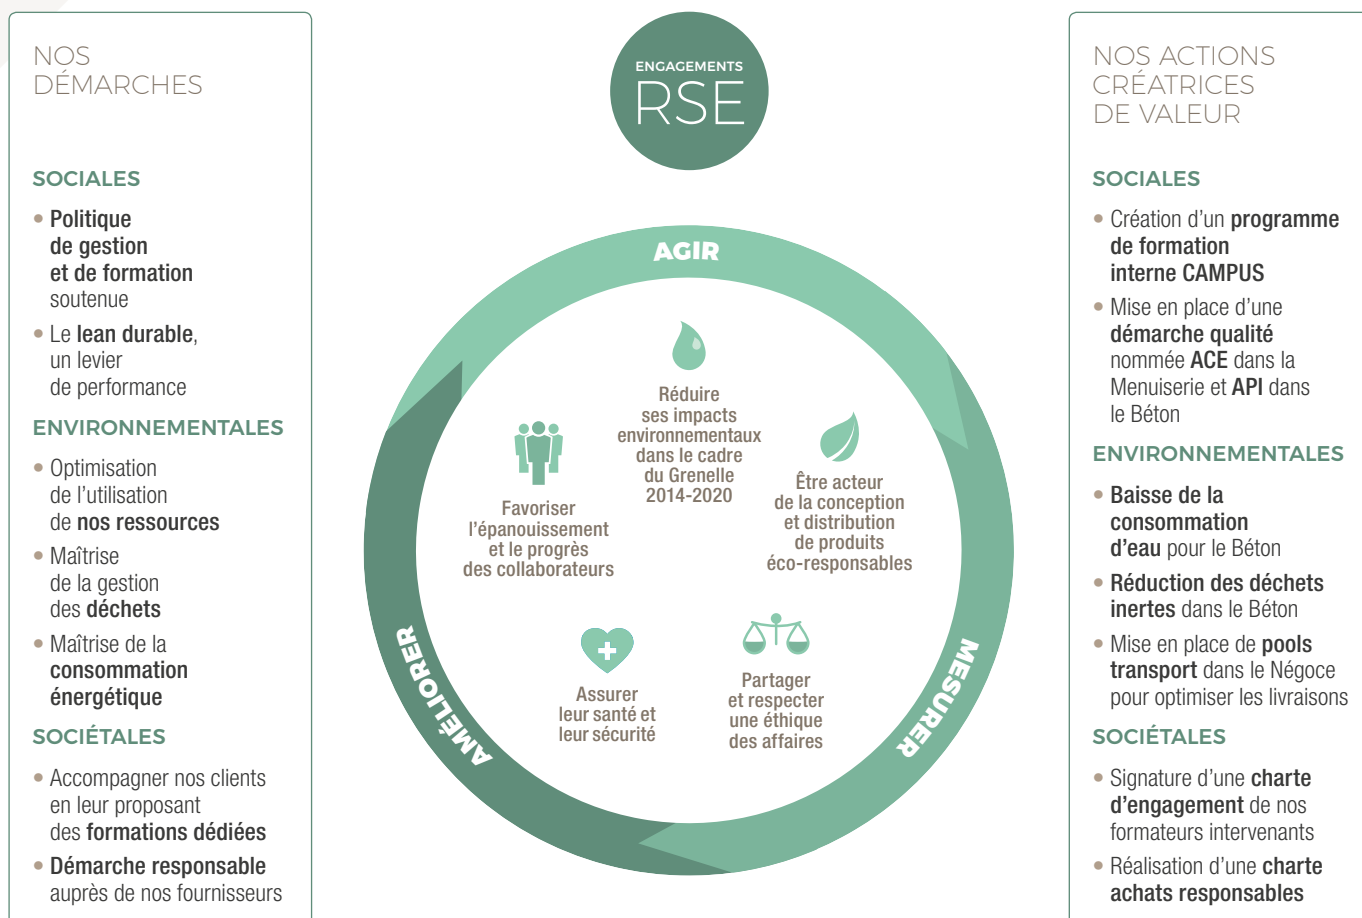 NOS
DÉMARCHES
SOCIALES
• Politique
de gestion
et de formation
soutenue
• Le lean durable,
un levier
de performance
ENVIRONNEMENTALES
• Optimisation
de l'utilisation
de nos ressources
• Maîtrise
de la gestion
des déchets
• Maîtrise de la
consommation
énergétique
SOCIÉTALES
• Accompagner nos clients
en leur proposant
des formations dédiées
• Démarche responsable
auprès de nos fournisseurs
ENGAGEMENTS
RSE
AGIR
Réduire
ses impacts
environnementaux
dans le cadre
du Grenelle
2014-2020
Être acteur
de la conception
et distribution
de produits
éco-responsables
Favoriser
l'épanouissement
et le progrès
des collaborateurs
Assurer
leur santé et
leur sécurité
Partager
et respecter
une éthique
des affaires
MESURER
AMÉLIORER
NOS ACTIONS
CRÉATRICES
DE VALEUR
SOCIALES
• Création d'un programme
de formation
interne CAMPUS
• Mise en place d'une
démarche qualité
nommée ACE dans la
Menuiserie et API dans
le Béton
ENVIRONNEMENTALES
• Baisse de la
consommation
d'eau pour le Béton
• Réduction des déchets
inertes dans le Béton
• Mise en place de pools
transport dans le Négoce
pour optimiser les livraisons
SOCIÉTALES
• Signature d'une charte
d'engagement de nos
formateurs intervenants
• Réalisation d'une charte
achats responsables